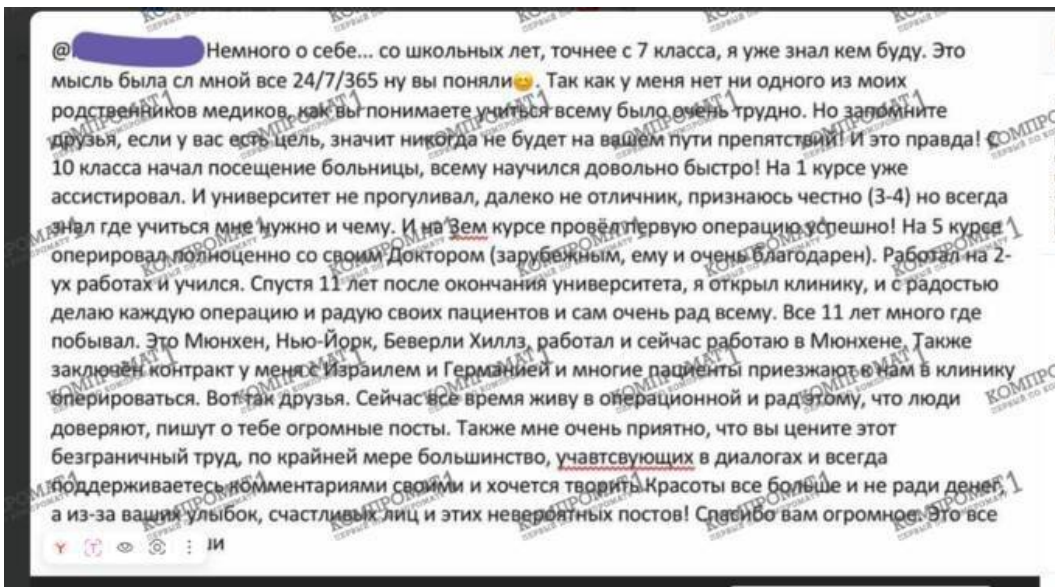 @ Немного о себе... со школьных лет, точнее с 7 класса, я уже знал кем буду. Это
мысль была сл мной все 24/7/365 ну вы поняли😊. Так как у меня нет ни одного из моих
родственников медиков, как вы понимаете учиться всему было очень трудно. Но запомните
друзья, если у вас есть цель, значит никогда не будет на вашем пути препятствий! И это правда! С
10 класса начал посещение больницы, всему научился довольно быстро! На 1 курсе уже
ассистировал. И университет не прогуливал, далеко не отличник, признаюсь честно (3-4) но всегда
знал где учиться мне нужно и чему. И на 3ем курсе провёл первую операцию успешно! На 5 курсе
оперировал полноценно со своим Доктором (зарубежным, ему и очень благодарен). Работал на 2-
ух работах и учился. Спустя 11 лет после окончания университета, я открыл клинику, и с радостью
делаю каждую операцию и радую своих пациентов и сам очень рад всему. Все 11 лет много где
побывал. Это Мюнхен, Нью-Йорк, Беверли Хиллз, работал и сейчас работаю в Мюнхене. Также
заключён контракт у меня с Израилем и Германией и многие пациенты приезжают к нам в клинику
оперироваться. Вот так друзья. Сейчас все время живу в операционной и рад этому, что люди
доверяют, пишут о тебе огромные посты. Также мне очень приятно, что вы цените этот
безграничный труд, по крайней мере большинство, учавтсвующих в диалогах и всегда
поддерживаетесь комментариями своими и хочется творить Красоты все больше и не ради денег,
а из-за ваших улыбок, счастливых лиц и этих невероятных постов! Спасибо вам огромное. Это все
ши
КОМПРОМАТ 1
ПЕРВЫЙ ПО КОМПРОМАТУ